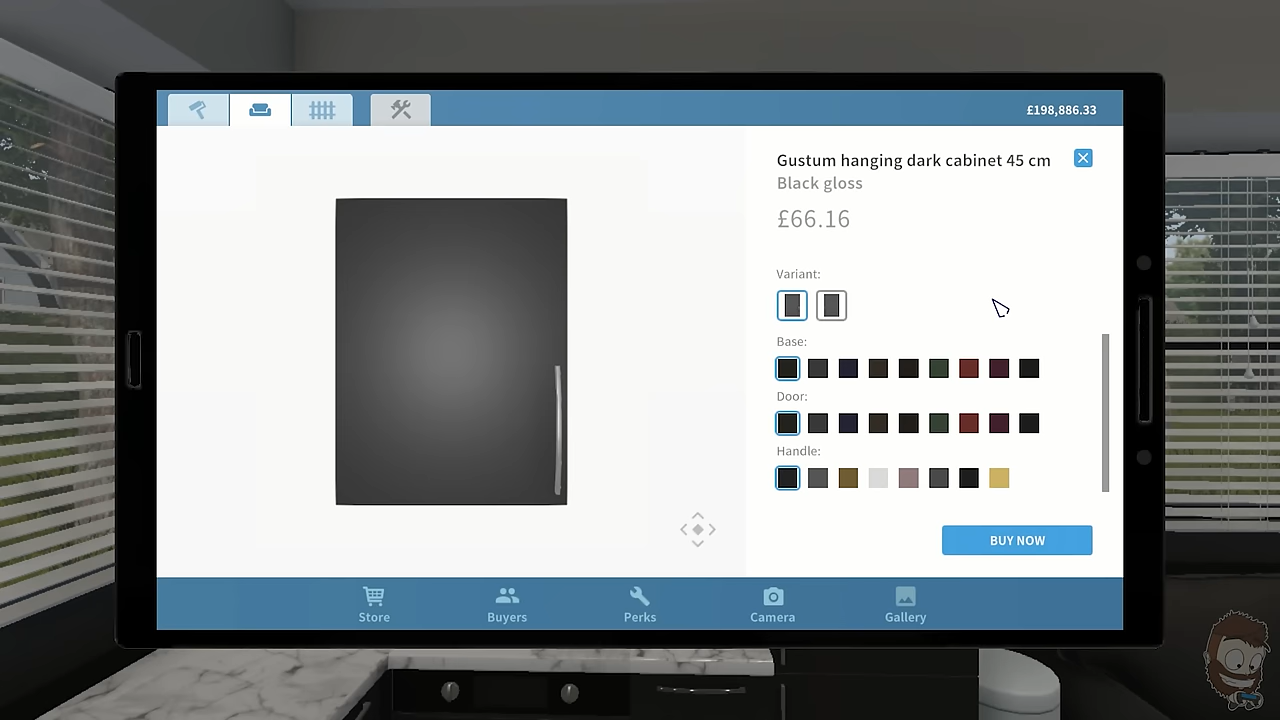 £198,886.33
Gustum hanging dark cabinet 45 cm
Black gloss
£66.16
Variant:
Base:
Door:
Handle:
BUY NOW
Store
Buyers
Perks
Camera
Gallery